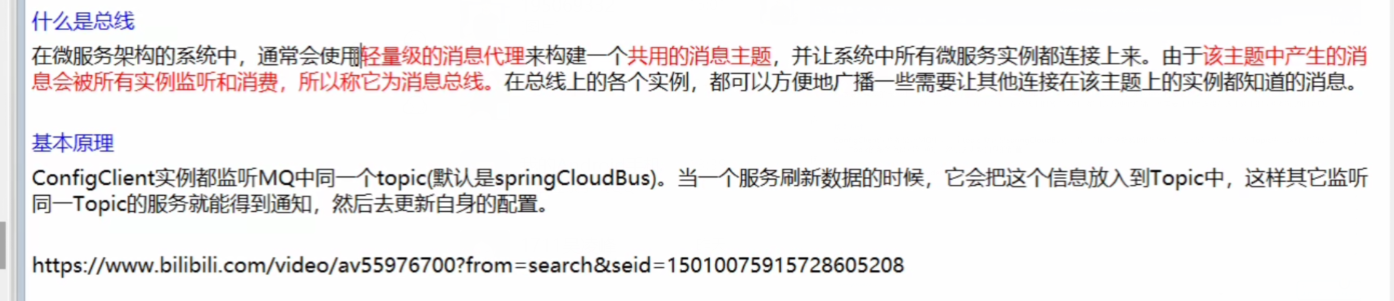 什么是总线
在微服务架构的系统中，通常会使用轻量级的消息代理来构建一个共用的消息主题，并让系统中所有微服务实例都连接上来。由于该主题中产生的消
息会被所有实例监听和消费，所以称它为消息总线。在总线上的各个实例，都可以方便地广播一些需要让其他连接在该主题上的实例都知道的消息。
基本原理
ConfigClient实例都监听MQ中同一个topic(默认是springCloudBus)。当一个服务刷新数据的时候，它会把这个信息放入到Topic中，这样其它监听
同一Topic的服务就能得到通知，然后去更新自身的配置。
https://www.bilibili.com/video/av55976700?from=search&seid=15010075915728605208